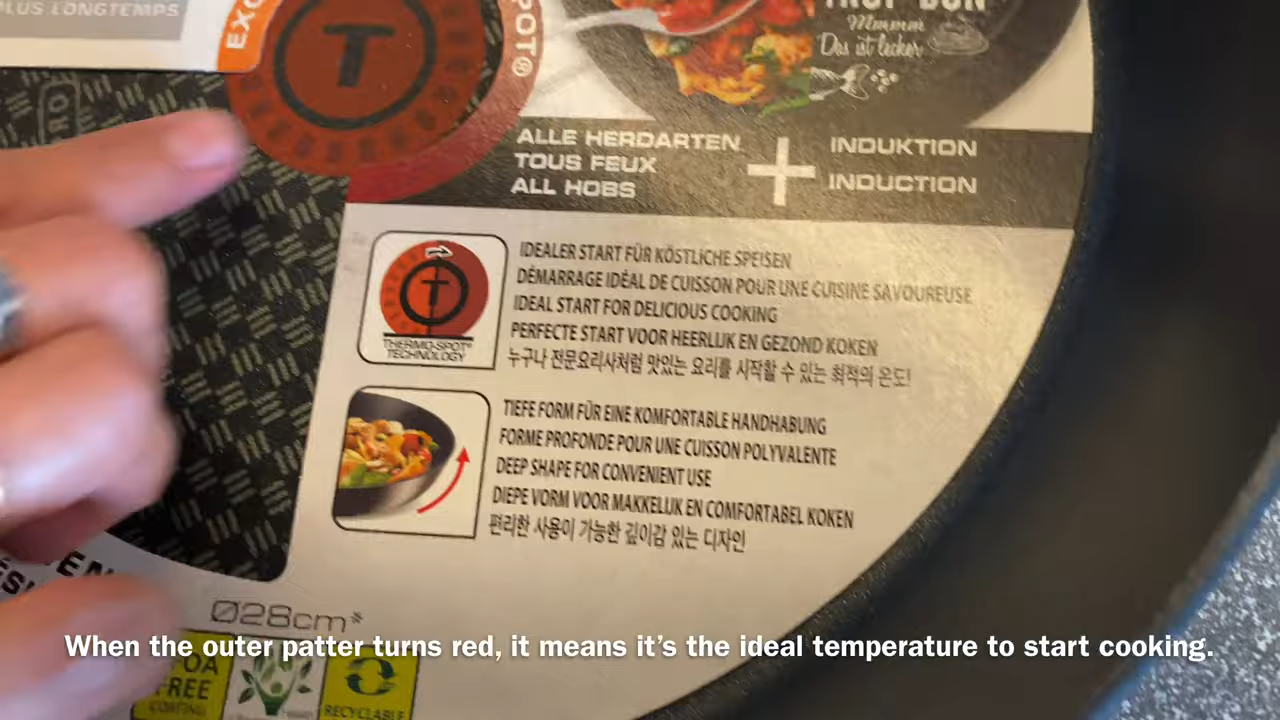 PLUS LONGTEMPS
EXC
POT®
T
Mmmmm
Das ist lecker
ALLE HERDARTEN
TOUS FEUX
ALL HOBS
+
INDUKTION
INDUCTION
IDEALER START FÜR KÖSTLICHE SPEISEN
DÉMARRAGE IDÉAL DE CUISSON POUR UNE CUISINE SAVOUREUSE
IDEAL START FOR DELICIOUS COOKING
PERFECTE START VOOR HEERLIJK EN GEZOND KOKEN
누구나 전문요리사처럼 맛있는 요리를 시작할 수 있는 최적의 온도!
T
THERMO-SPOT®
TECHNOLOGY
TIEFE FORM FÜR EINE KOMFORTABLE HANDHABUNG
FORME PROFONDE POUR UNE CUISSON POLYVALENTE
DEEP SHAPE FOR CONVENIENT USE
DIEPE VORM VOOR MAKKELIJK EN COMFORTABEL KOKEN
편리한 사용이 가능한 깊이감 있는 디자인
Ø28cm*
When the outer patter turns red, it means it’s the ideal temperature to start cooking.
FREE
COATING
RECYCLABLE